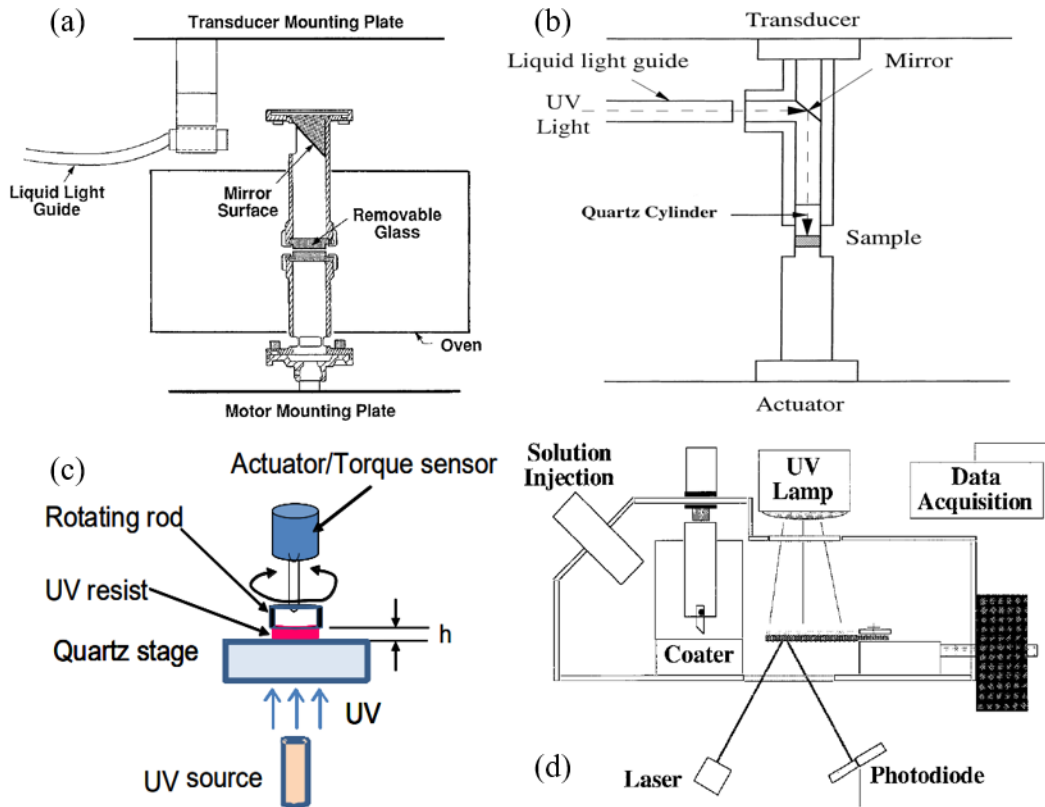 (a)
Transducer Mounting Plate
Liquid Light
Guide
Mirror
Surface
Removable
Glass
Oven
Motor Mounting Plate
(b)
Transducer
Liquid light guide
Mirror
UV
Light
Quartz Cylinder
Sample
Actuator
(c)
Actuator/Torque sensor
Rotating rod
UV resist
h
Quartz stage
UV
UV source
Solution
Injection
UV
Lamp
Data
Acquisition
Coater
Laser
(d)
Photodiode